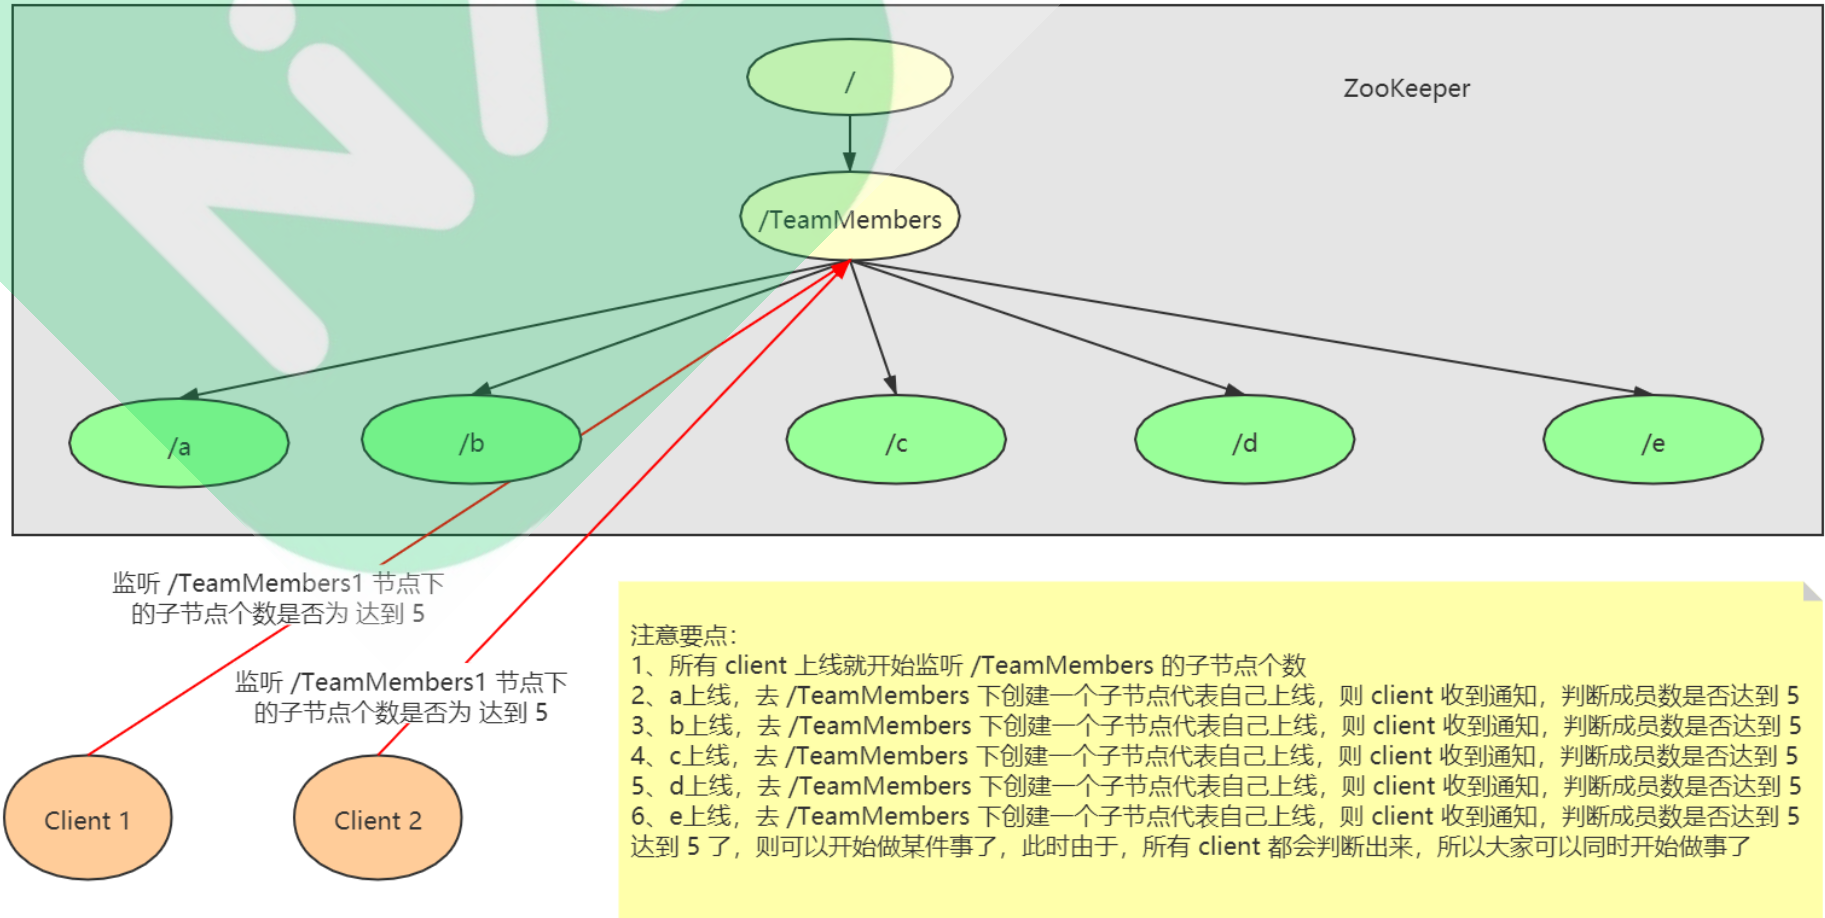 /
ZooKeeper
/TeamMembers
/a
/b
/c
/d
/e
监听 /TeamMembers1 节点下
的子节点个数是否为 达到 5
监听 /TeamMembers1 节点下
的子节点个数是否为 达到 5
Client 1
Client 2
注意要点：
1、所有 client 上线就开始监听 /TeamMembers 的子节点个数
2、a上线，去 /TeamMembers 下创建一个子节点代表自己上线，则 client 收到通知，判断成员数是否达到 5
3、b上线，去 /TeamMembers 下创建一个子节点代表自己上线，则 client 收到通知，判断成员数是否达到 5
4、c上线，去 /TeamMembers 下创建一个子节点代表自己上线，则 client 收到通知，判断成员数是否达到 5
5、d上线，去 /TeamMembers 下创建一个子节点代表自己上线，则 client 收到通知，判断成员数是否达到 5
6、e上线，去 /TeamMembers 下创建一个子节点代表自己上线，则 client 收到通知，判断成员数是否达到 5
达到 5 了，则可以开始做某件事了，此时由于，所有 client 都会判断出来，所以大家可以同时开始做事了